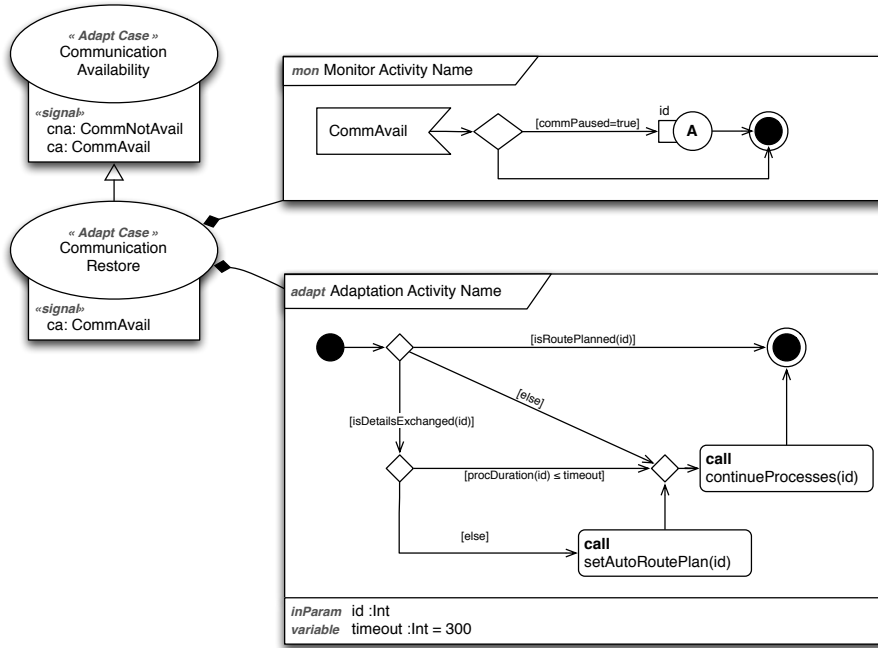 « Adapt Case »
Communication
Availability
«signal»
cna: CommNotAvail
ca: CommAvail
« Adapt Case »
Communication
Restore
«signal»
ca: CommAvail
mon Monitor Activity Name
CommAvail
[commPaused=true]
id
A
adapt Adaptation Activity Name
[isRoutePlanned(id)]
[else]
[isDetailsExchanged(id)]
[procDuration(id) ≤ timeout]
call
continueProcesses(id)
[else]
call
setAutoRoutePlan(id)
inParam id :Int
variable timeout :Int = 300